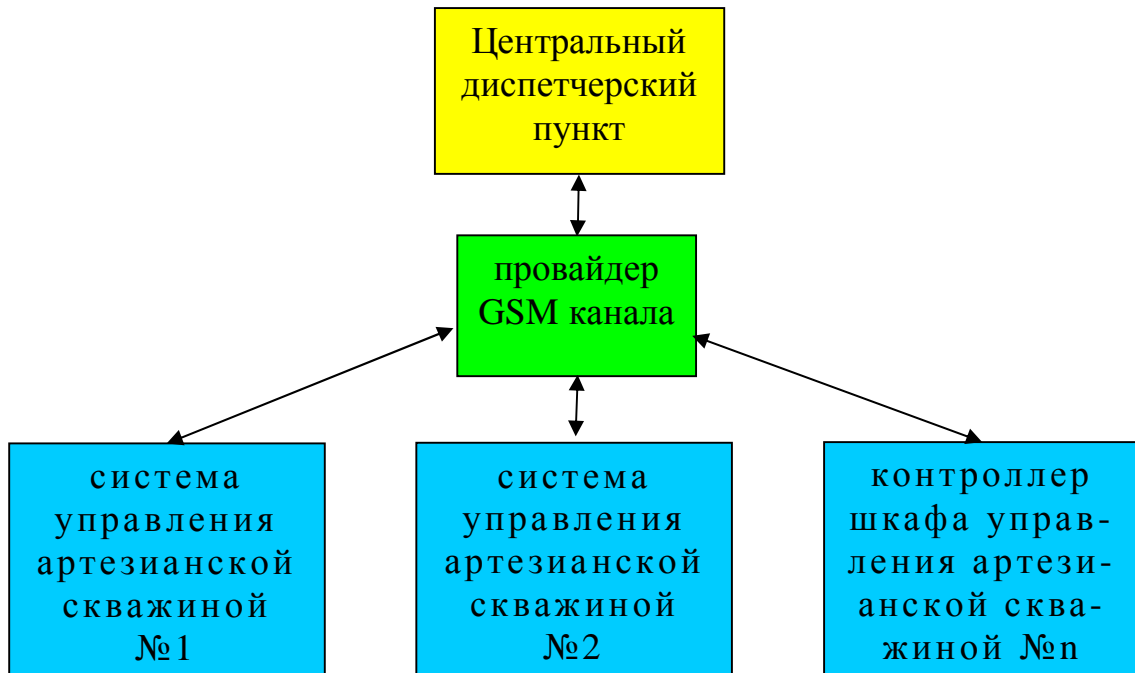 Центральный
диспетчерский
пункт
провайдер
GSM канала
система
управления
артезианской
скважиной
№1
система
управления
артезианской
скважиной
№2
контроллер
шкафа управ-
ления артези-
анской сква-
жиной №n